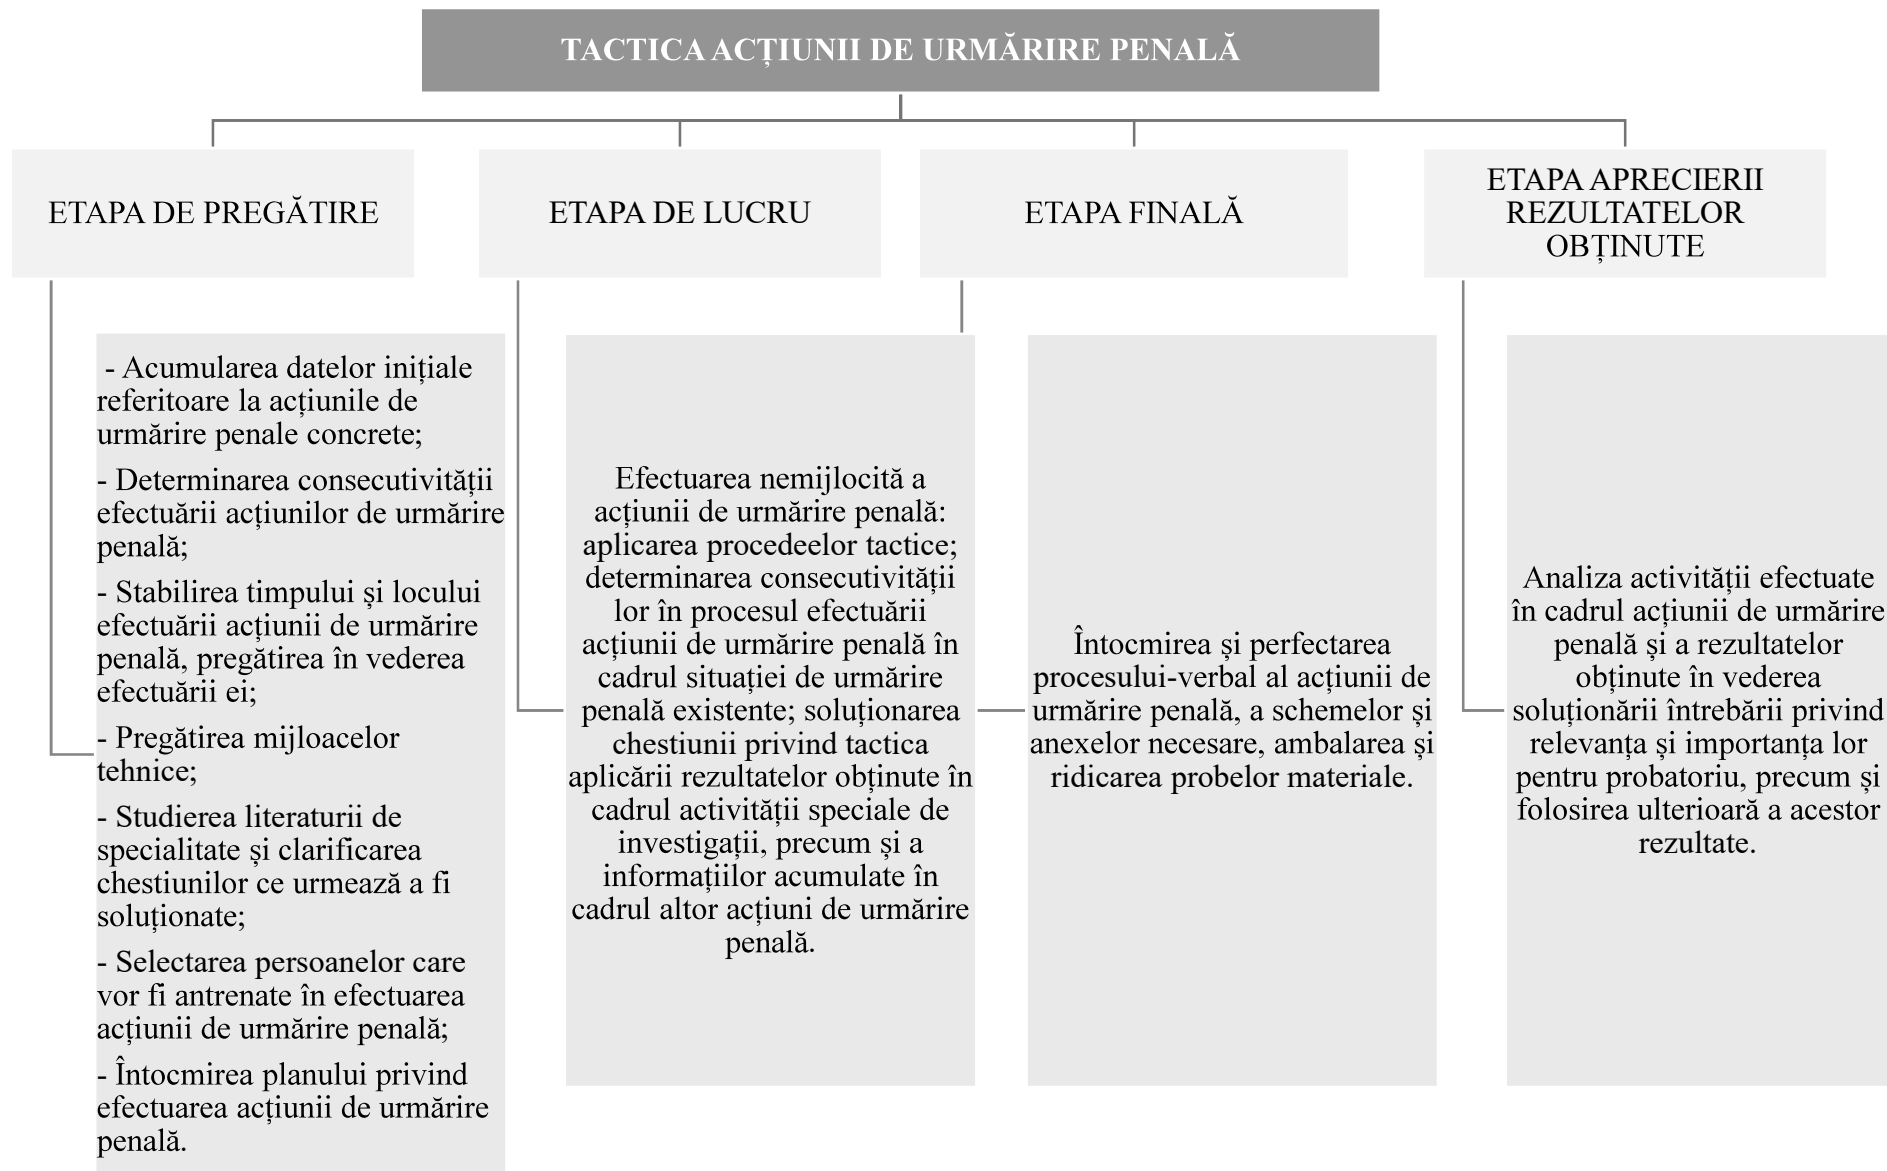 TACTICA ACȚIUNII DE URMĂRIRE PENALĂ
ETAPA DE PREGĂTIRE
- Acumularea datelor inițiale
referitoare la acțiunile de
urmărire penale concrete;
- Determinarea consecutivității
efectuării acțiunilor de urmărire
penală;
- Stabilirea timpului și locului
efectuării acțiunii de urmărire
penală, pregătirea în vederea
efectuării ei;
- Pregătirea mijloacelor
tehnice;
- Studierea literaturii de
specialitate și clarificarea
chestiunilor ce urmează a fi
soluționate;
- Selectarea persoanelor care
vor fi antrenate în efectuarea
acțiunii de urmărire penală;
- Întocmirea planului privind
efectuarea acțiunii de urmărire
penală.
ETAPA DE LUCRU
Efectuarea nemijlocită a
acțiunii de urmărire penală:
aplicarea procedeelor tactice;
determinarea consecutivității
lor în procesul efectuării
acțiunii de urmărire penală în
cadrul situației de urmărire
penală existente; soluționarea
chestiunii privind tactica
aplicării rezultatelor obținute în
cadrul activității speciale de
investigații, precum și a
informațiilor acumulate în
cadrul altor acțiuni de urmărire
penală.
ETAPA FINALĂ
Întocmirea și perfectarea
procesului-verbal al acțiunii de
urmărire penală, a schemelor și
anexelor necesare, ambalarea și
ridicarea probelor materiale.
ETAPA APRECIERII
REZULTATELOR
OBȚINUTE
Analiza activității efectuate
în cadrul acțiunii de urmărire
penală și a rezultatelor
obținute în vederea
soluționării întrebării privind
relevanța și importanța lor
pentru probatoriu, precum și
folosirea ulterioară a acestor
rezultate.